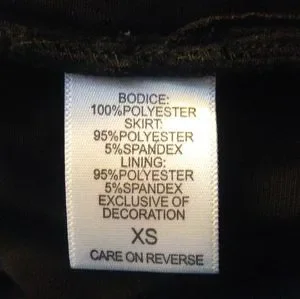 BODICE:
100%POLYESTER
SKIRT:
95%POLYESTER
5%SPANDEX
LINING:
95%POLYESTER
5%SPANDEX
EXCLUSIVE OF
DECORATION
XS
CARE ON REVERSE